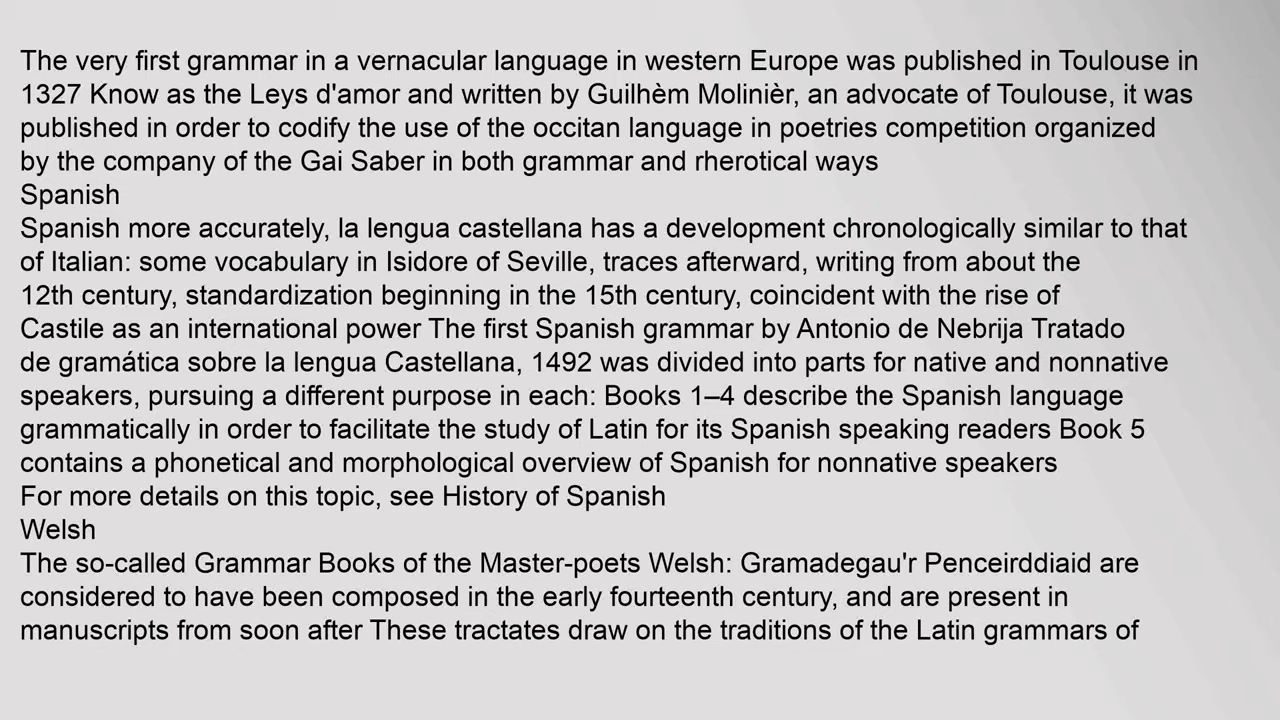 The very first grammar in a vernacular language in western Europe was published in Toulouse in
1327 Know as the Leys d'amor and written by Guilhèm Molinièr, an advocate of Toulouse, it was
published in order to codify the use of the occitan language in poetries competition organized
by the company of the Gai Saber in both grammar and rherotical ways
Spanish
Spanish more accurately, la lengua castellana has a development chronologically similar to that
of Italian: some vocabulary in Isidore of Seville, traces afterward, writing from about the
12th century, standardization beginning in the 15th century, coincident with the rise of
Castile as an international power The first Spanish grammar by Antonio de Nebrija Tratado
de gramática sobre la lengua Castellana, 1492 was divided into parts for native and nonnative
speakers, pursuing a different purpose in each: Books 1–4 describe the Spanish language
grammatically in order to facilitate the study of Latin for its Spanish speaking readers Book 5
contains a phonetical and morphological overview of Spanish for nonnative speakers
For more details on this topic, see History of Spanish
Welsh
The so-called Grammar Books of the Master-poets Welsh: Gramadegau'r Penceirddiaid are
considered to have been composed in the early fourteenth century, and are present in
manuscripts from soon after These tractates draw on the traditions of the Latin grammars of